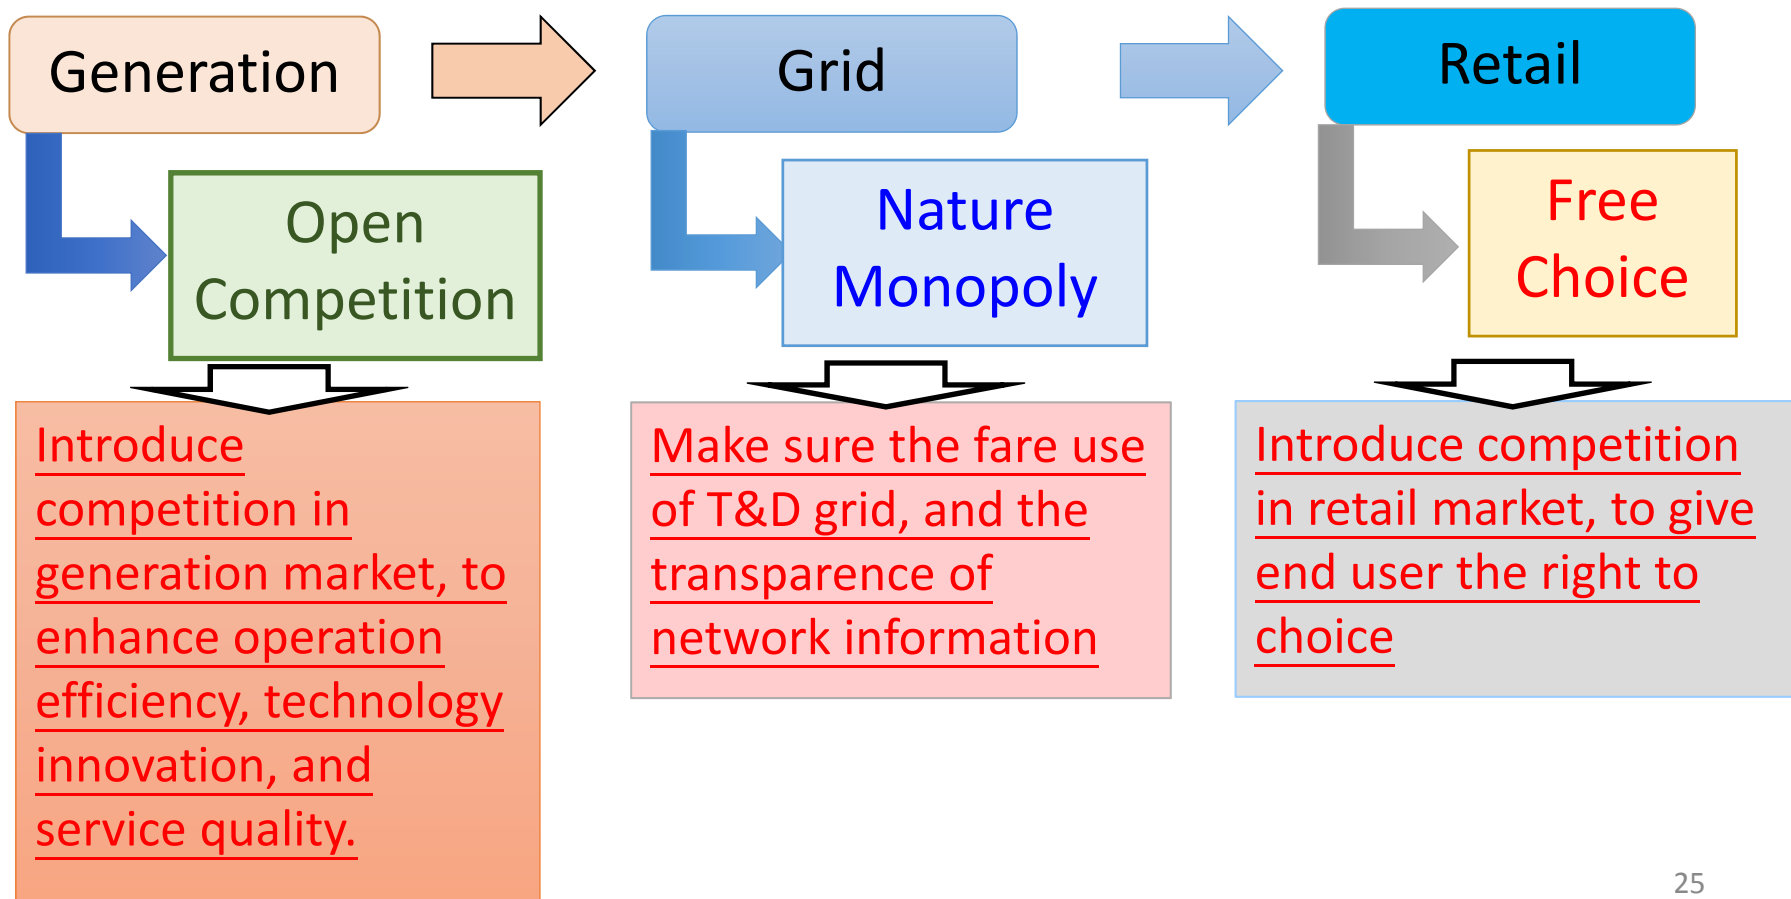 Generation
Grid
Retail
Open
Competition
Nature
Monopoly
Free
Choice
Introduce
competition in
generation market, to
enhance operation
efficiency, technology
innovation, and
service quality.
Make sure the fare use
of T&D grid, and the
transparence of
network information
Introduce competition
in retail market, to give
end user the right to
choice
25